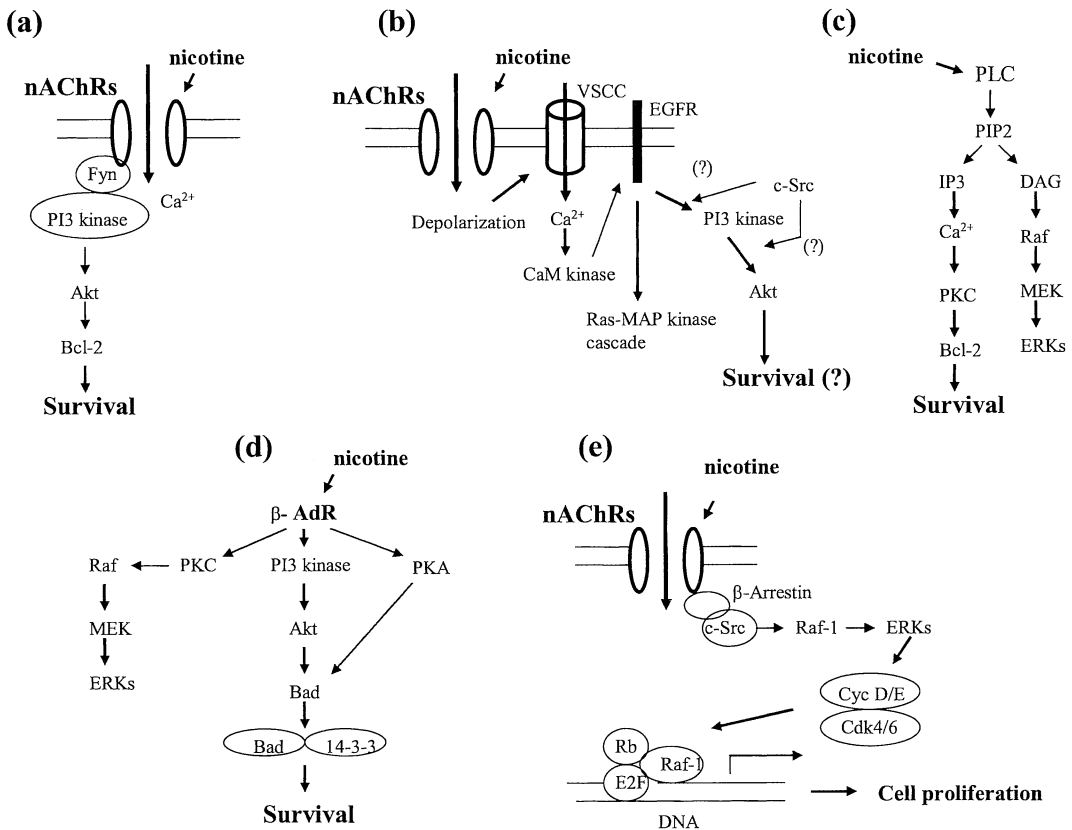 (a)
nicotine
nAChRs
Fyn
Ca2+
PI3 kinase
Akt
Bcl-2
Survival
(b)
nicotine
nAChRs
VSCC
EGFR
(?)
c-Src
Depolarization
Ca2+
PI3 kinase
(?)
CaM kinase
Akt
Ras-MAP kinase
cascade
Survival (?)
(c)
nicotine
PLC
PIP2
IP3
DAG
Ca2+
Raf
PKC
MEK
Bcl-2
ERKs
Survival
(d)
nicotine
β- AdR
Raf
PKC
PI3 kinase
PKA
MEK
Akt
ERKs
Bad
Bad
14-3-3
Survival
(e)
nicotine
nAChRs
β-Arrestin
c-Src
Raf-1
ERKs
Cyc D/E
Cdk4/6
Rb
Raf-1
E2F
Cell proliferation
DNA